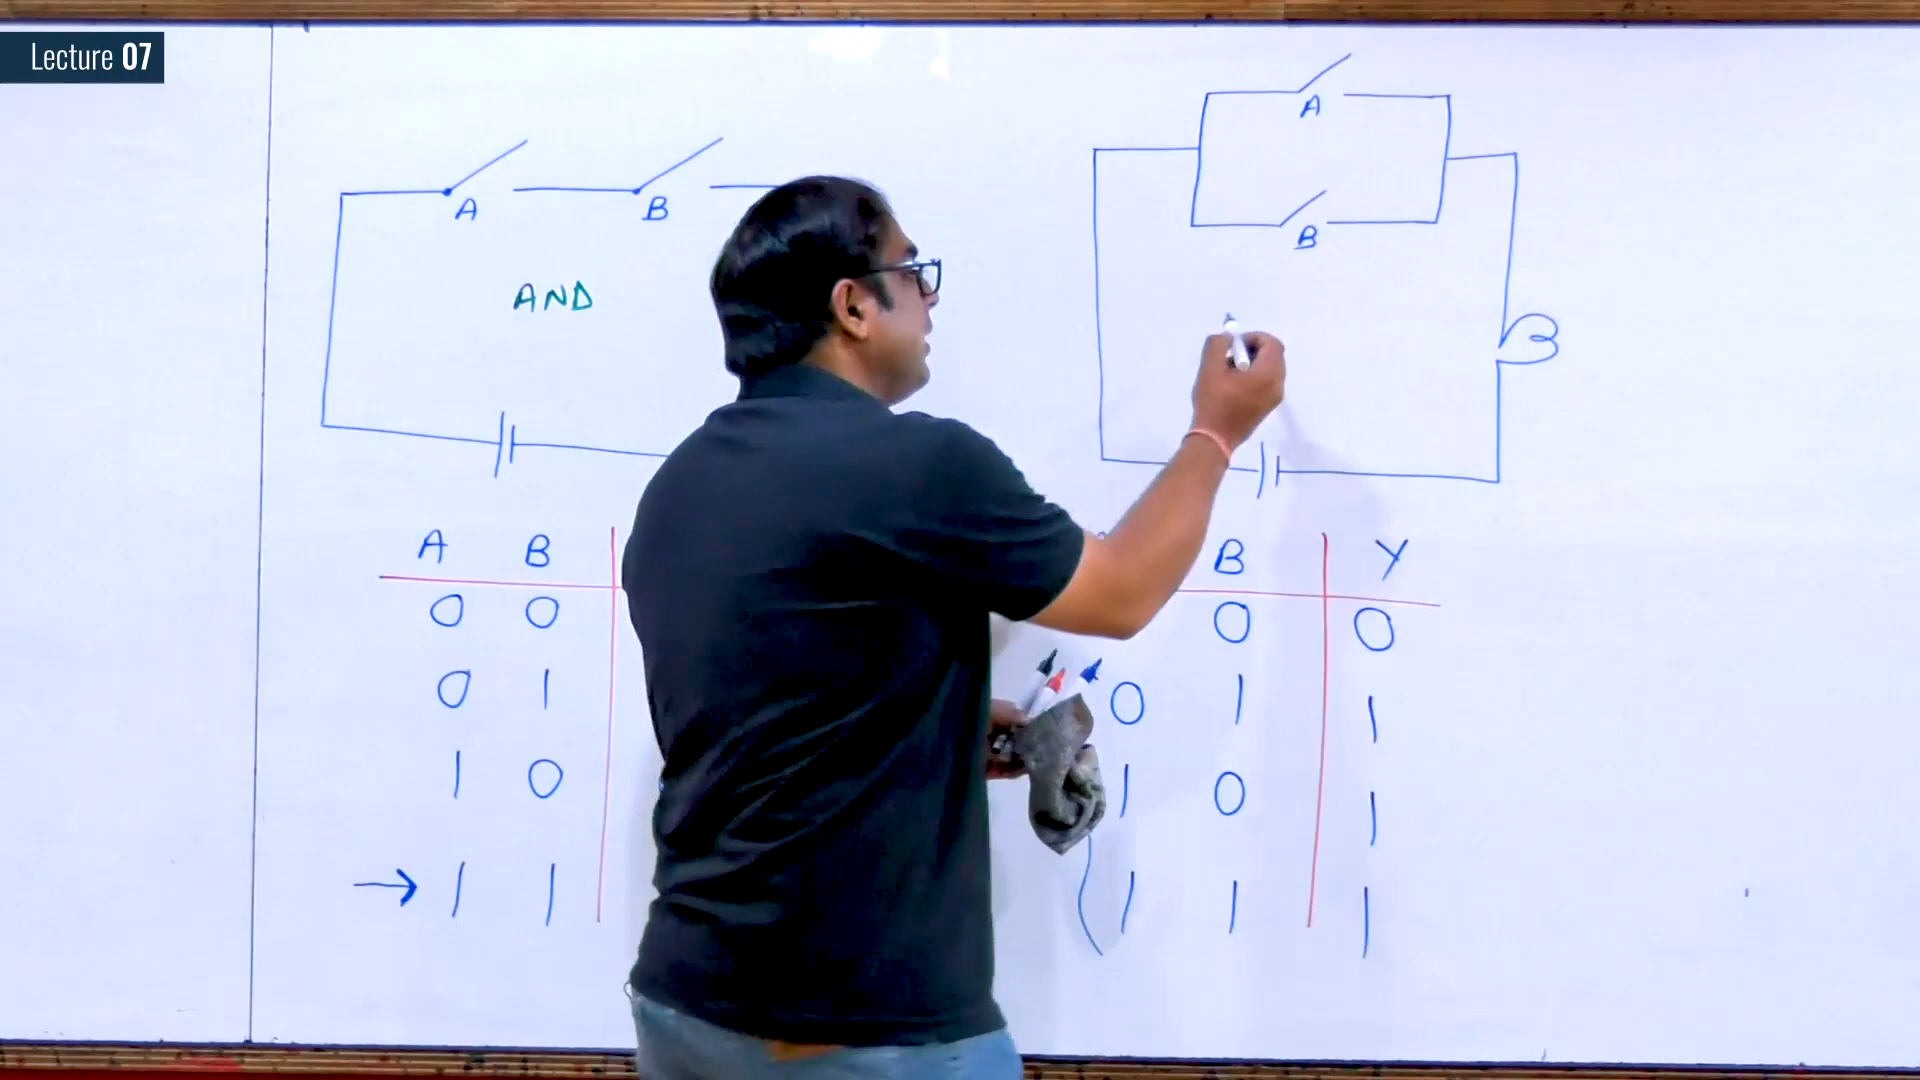 Lecture 07
A B
AND
A B
0 0
0 1
1 0
→ 1 1
A
B
B Y
0 0
0 1 1
1 0 1
1 1 1